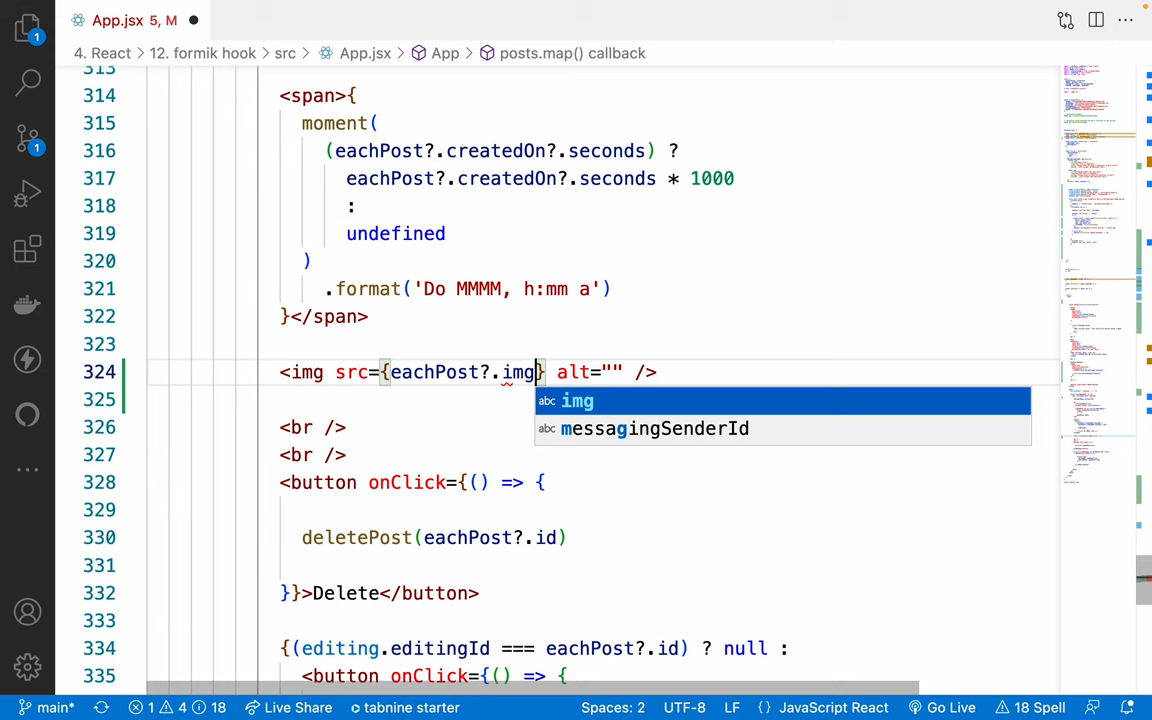 App.jsx 5, M
4. React > 12. formik hook > src > App.jsx > App > posts.map() callback
313
314 <span>{
315 moment(
316 (eachPost?.createdOn?.seconds) ?
317 eachPost?.createdOn?.seconds * 1000
318 :
319 undefined
320 )
321 .format('Do MMMM, h:mm a')
322 }</span>
323
324 <img src={eachPost?.img} alt="" />
325
abc img
abc messagingSenderId
326 <br />
327 <br />
328 <button onClick={() => {
329
330 deletePost(eachPost?.id)
331
332 }}>Delete</button>
333
334 {(editing.editingId === eachPost?.id) ? null :
335 <button onClick={() => {
1
1
main* 1 4 18 Live Share tabnine starter Spaces: 2 UTF-8 LF {} JavaScript React Go Live 18 Spell